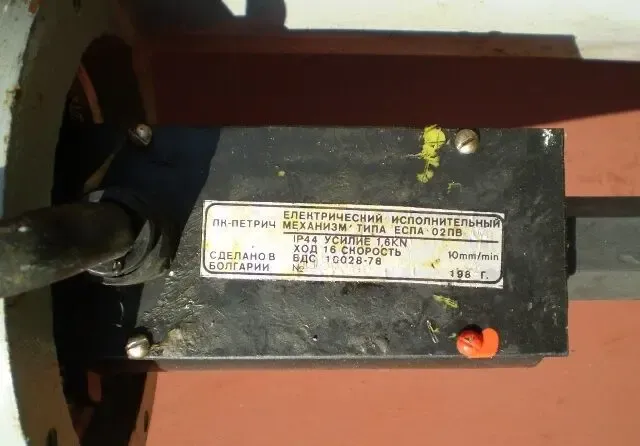 ПК-ПЕТРИЧ ЕЛЕКТРИЧЕСКИЙ ИСПОЛНИТЕЛЬНЫЙ
МЕХАНИЗМ ТИПА ЕСПА 02ПВ
IP44 УСИЛИЕ 1,6KN
ХОД 16 СКОРОСТЬ 10mm/min
СДЕЛАНО В БДС 10028-78
БОЛГАРИИ № 198 Г.